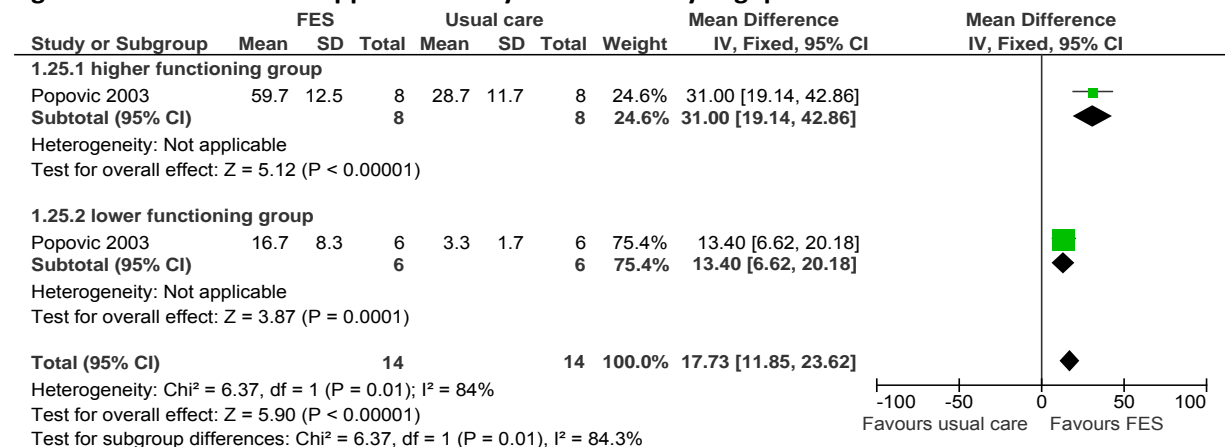 FES Usual care Mean Difference Mean Difference
Study or Subgroup Mean SD Total Mean SD Total Weight IV, Fixed, 95% CI IV, Fixed, 95% CI
1.25.1 higher functioning group
Popovic 2003 59.7 12.5 8 28.7 11.7 8 24.6% 31.00 [19.14, 42.86]
Subtotal (95% CI) 8 8 24.6% 31.00 [19.14, 42.86]
Heterogeneity: Not applicable
Test for overall effect: Z = 5.12 (P < 0.00001)
1.25.2 lower functioning group
Popovic 2003 16.7 8.3 6 3.3 1.7 6 75.4% 13.40 [6.62, 20.18]
Subtotal (95% CI) 6 6 75.4% 13.40 [6.62, 20.18]
Heterogeneity: Not applicable
Test for overall effect: Z = 3.87 (P = 0.0001)
Total (95% CI) 14 14 100.0% 17.73 [11.85, 23.62]
Heterogeneity: Chi² = 6.37, df = 1 (P = 0.01); I² = 84%
Test for overall effect: Z = 5.90 (P < 0.00001)
Test for subgroup differences: Chi² = 6.37, df = 1 (P = 0.01), I² = 84.3%
-100 -50 0 50 100
Favours usual care Favours FES